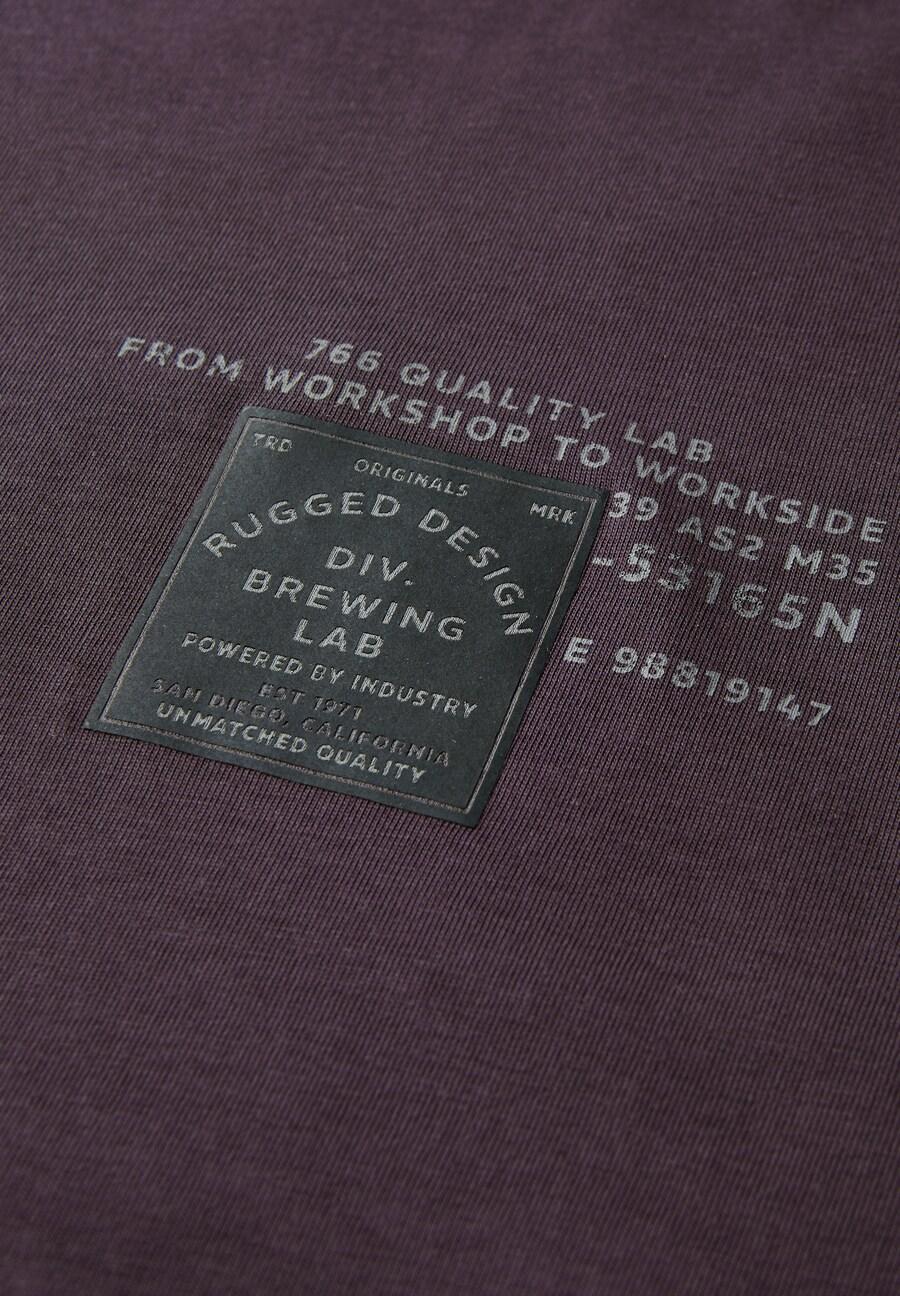 766 QUALITY LAB
FROM WORKSHOP TO WORKSIDE
39 AS2 M35
-53165N
E 98819147
TRD
ORIGINALS
MRK
RUGGED DESIGN
DIV.
BREWING
LAB
POWERED BY INDUSTRY
EST 1971
SAN DIEGO, CALIFORNIA
UNMATCHED QUALITY